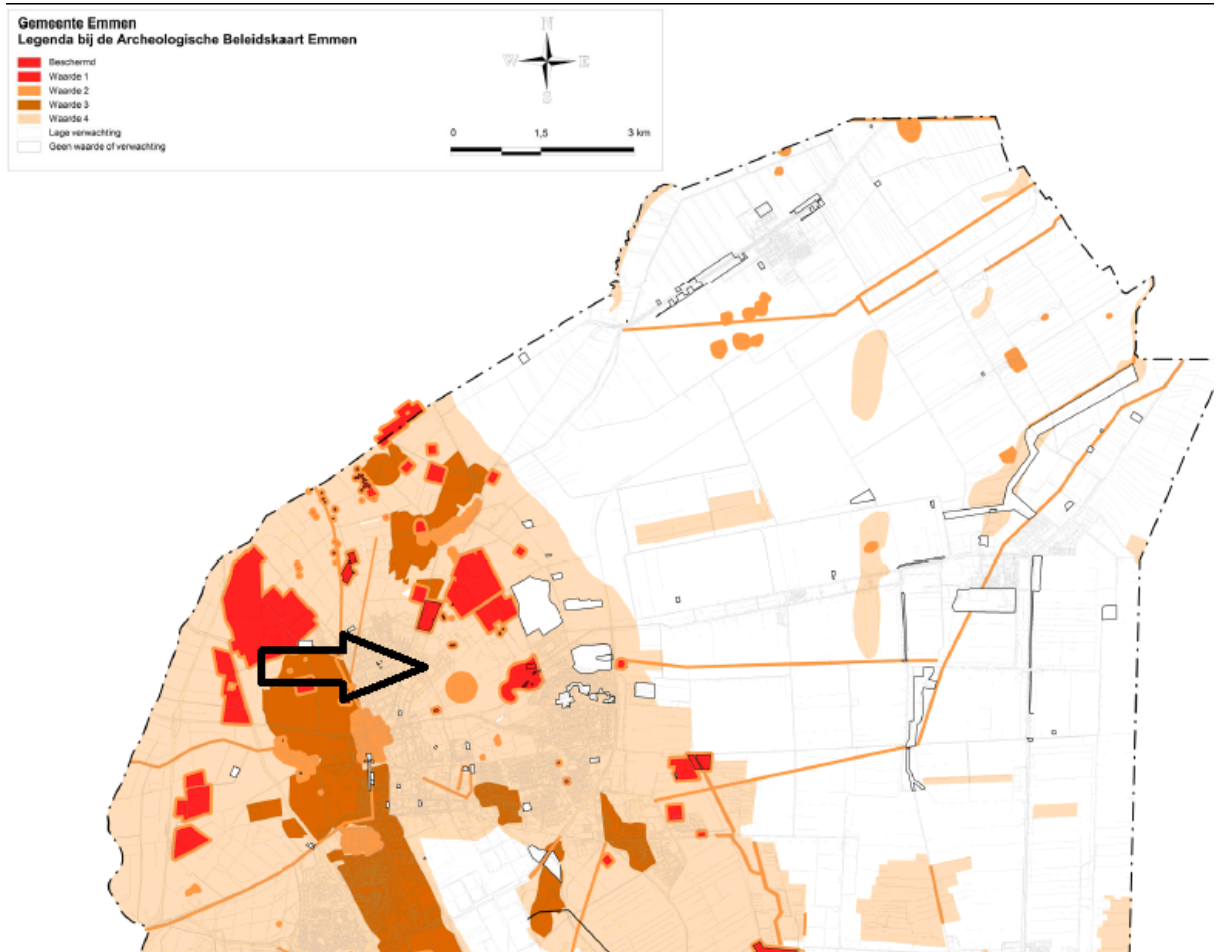 Gemeente Emmen
Legenda bij de Archeologische Beleidskaart Emmen
Beschermd
Waarde 1
Waarde 2
Waarde 3
Waarde 4
Lage verwachting
Geen waarde of verwachting
N
W
E
S
0 1,5 3 km